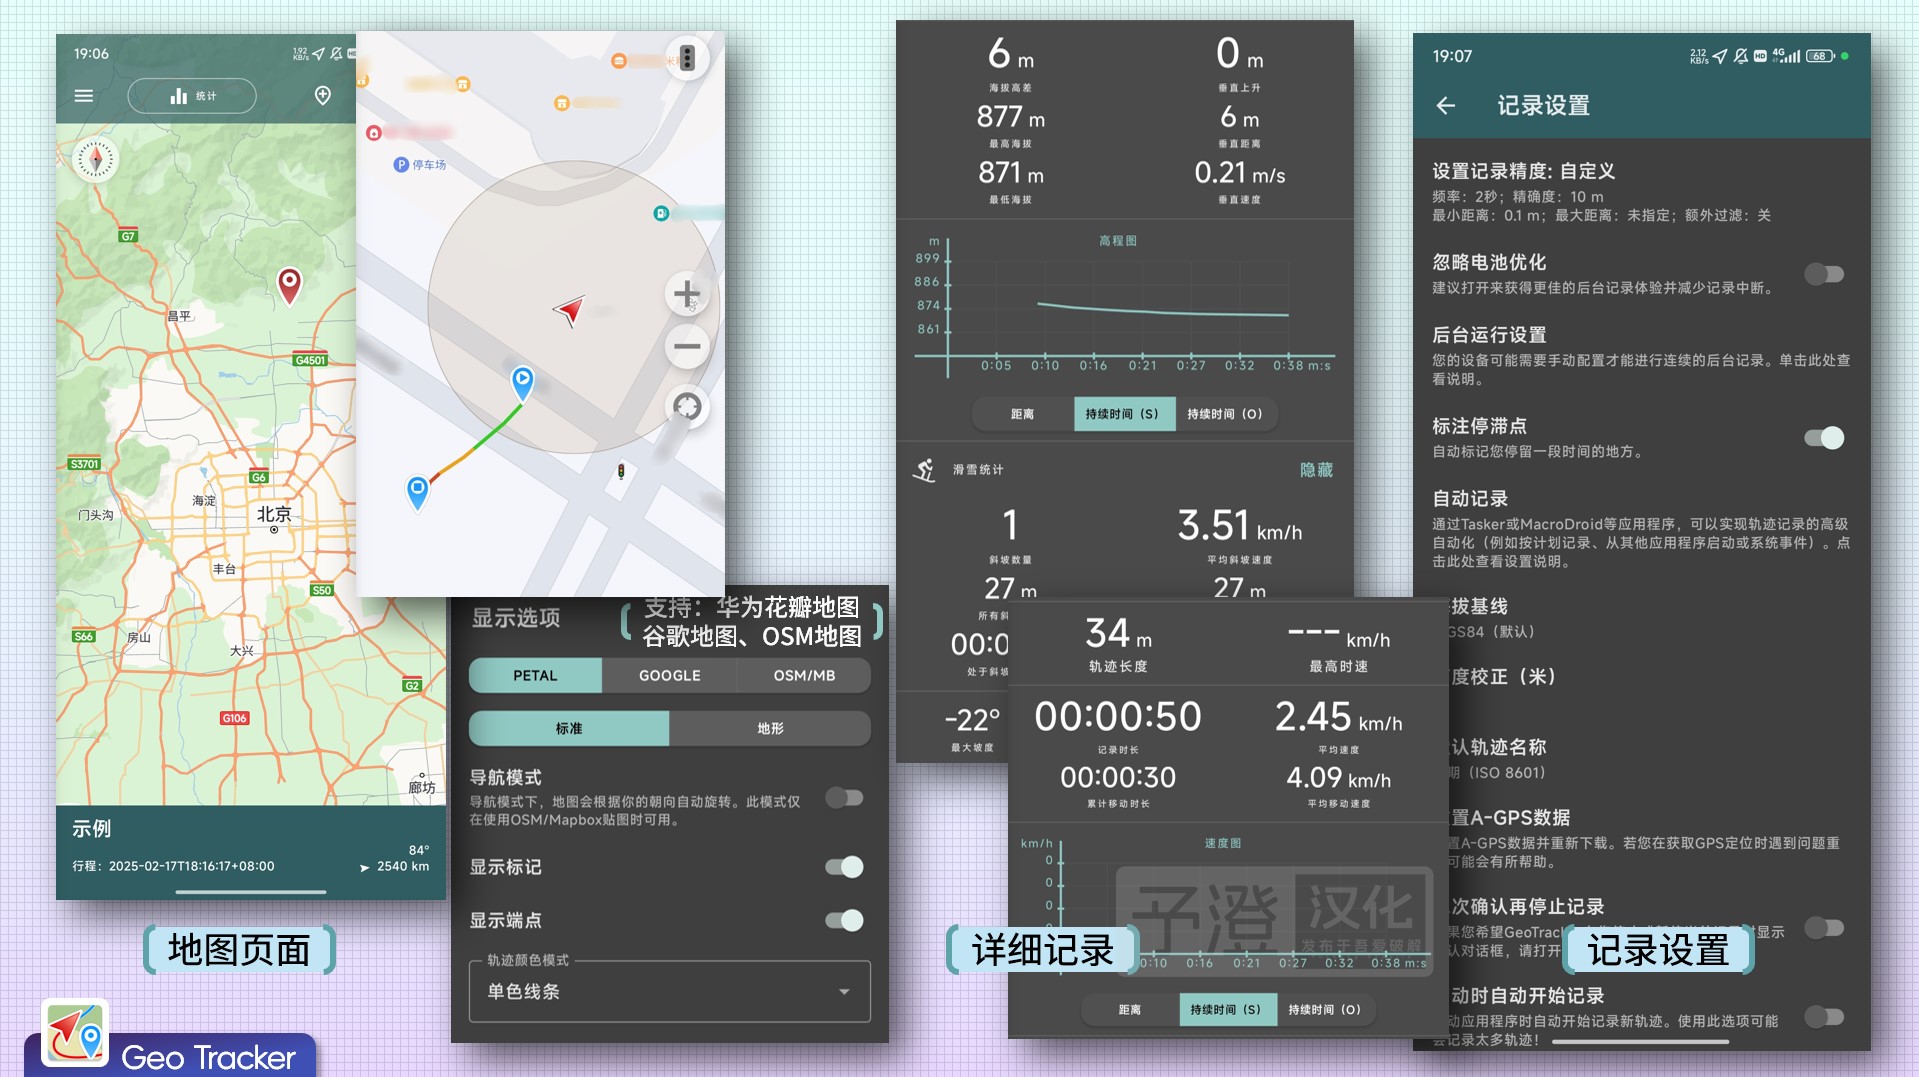 19:06
1.92 KB/s
统计
G7
昌平
G4501
S3701
G6
海淀
门头沟
北京
丰台
S50
S66
房山
大兴
G2
G106
廊坊
示例
84°
行程：2025-02-17T18:16:17+08:00
2540 km
地图页面
Geo Tracker
P 停车场
显示选项
支持：华为花瓣地图
谷歌地图、OSM地图
PETAL GOOGLE OSM/MB
标准 地形
导航模式
导航模式下，地图会根据你的朝向自动旋转。此模式仅
在使用OSM/Mapbox贴图时可用。
显示标记
显示端点
轨迹颜色模式
单色线条
6 m 0 m
海拔高差 垂直上升
877 m 6 m
最高海拔 垂直距离
871 m 0.21 m/s
最低海拔 垂直速度
高程图
m
899
886
874
861
0:05 0:10 0:16 0:21 0:27 0:32 0:38 m:s
距离 持续时间（S） 持续时间（O）
滑雪统计 隐藏
1 3.51 km/h
斜坡数量 平均斜坡速度
27 m 27 m
所有斜
00:0
处于斜坡
-22°
最大坡度
34 m --- km/h
轨迹长度 最高时速
00:00:50 2.45 km/h
记录时长 平均速度
00:00:30 4.09 km/h
累计移动时长 平均移动速度
速度图
km/h
0
0
0
0
予澄 汉化
发布于吾爱破解
0:10 0:16 0:21 0:27 0:32 0:38 m:s
距离 持续时间（S） 持续时间（O）
详细记录
19:07
2.12 KB/s HD 4G 68
记录设置
设置记录精度: 自定义
频率：2秒；精确度：10 m
最小距离：0.1 m；最大距离：未指定；额外过滤：关
忽略电池优化
建议打开来获得更佳的后台记录体验并减少记录中断。
后台运行设置
您的设备可能需要手动配置才能进行连续的后台记录。单击此处查
看说明。
标注停滞点
自动标记您停留一段时间的地方。
自动记录
通过Tasker或MacroDroid等应用程序，可以实现轨迹记录的高级
自动化（例如按计划记录、从其他应用程序启动或系统事件）。点
击此处查看设置说明。
拔基线
GS84（默认）
度校正（米）
认轨迹名称
期（ISO 8601）
置A-GPS数据
置A-GPS数据并重新下载。若您在获取GPS定位时遇到问题重
可能会有所帮助。
次确认再停止记录
果您希望GeoTrac
显示
认对话框，请打开
记录设置
动时自动开始记录
动应用程序时自动开始记录新轨迹。使用此选项可能
会记录太多轨迹！